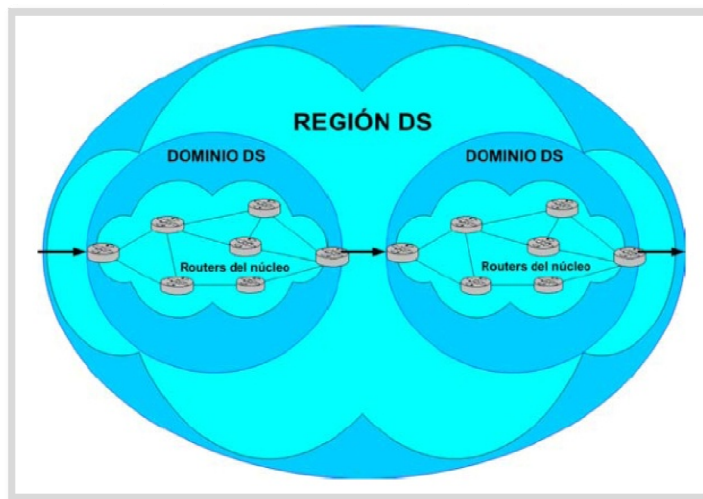 REGIÓN DS
DOMINIO DS
DOMINIO DS
Routers del núcleo
Routers del núcleo